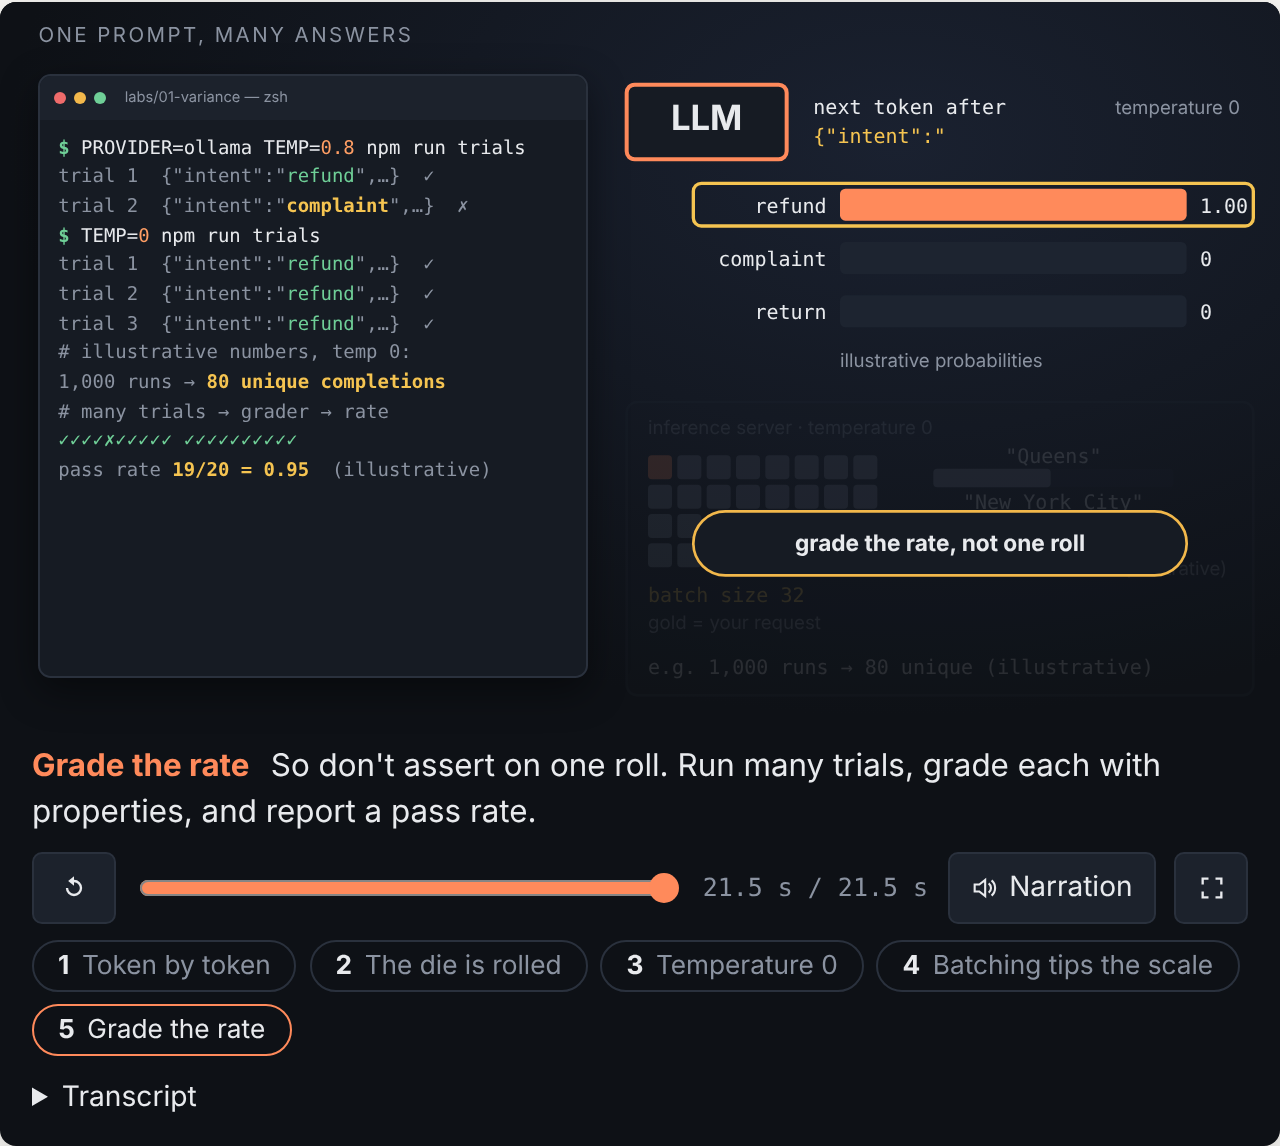 ONE PROMPT, MANY ANSWERS
labs/01-variance — zsh
$ PROVIDER=ollama TEMP=0.8 npm run trials
trial 1  {"intent":"refund",…}  ✓
trial 2  {"intent":"complaint",…}  ✗
$ TEMP=0 npm run trials
trial 1  {"intent":"refund",…}  ✓
trial 2  {"intent":"refund",…}  ✓
trial 3  {"intent":"refund",…}  ✓
# illustrative numbers, temp 0:
1,000 runs → 80 unique completions
# many trials → grader → rate
✓✓✓✓✗✓✓✓✓✓ ✓✓✓✓✓✓✓✓✓✓
pass rate 19/20 = 0.95  (illustrative)
LLM
next token after
{"intent":"
temperature 0
refund 1.00
complaint 0
return 0
illustrative probabilities
inference server · temperature 0
"Queens"
"New York City"
grade the rate, not one roll
batch size 32
gold = your request
e.g. 1,000 runs → 80 unique (illustrative)
Grade the rate  So don't assert on one roll. Run many trials, grade each with
properties, and report a pass rate.
21.5 s / 21.5 s
Narration
1 Token by token
2 The die is rolled
3 Temperature 0
4 Batching tips the scale
5 Grade the rate
Transcript